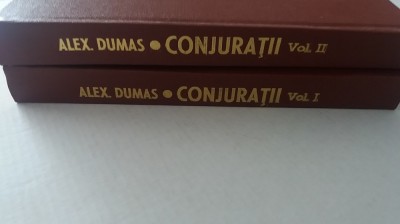 ALEX. DUMAS • CONJURAȚII Vol. II
ALEX. DUMAS • CONJURAȚII Vol. I